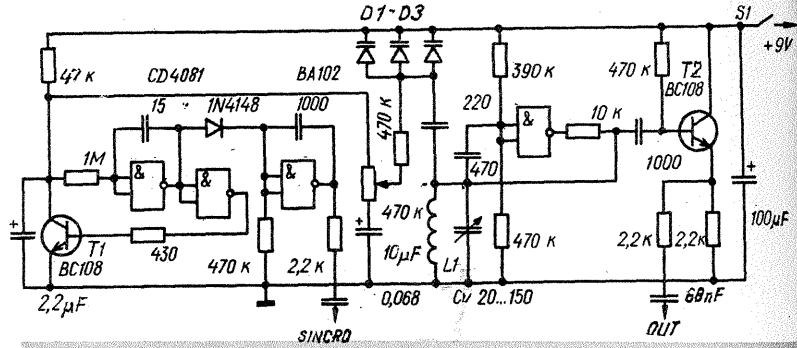 D1-D3
S1
+9V
47 к
CD4081
BA102
390 к
470 к
T2
BC108
15
1N4148
1000
470 к
220
&
10 к
1M
&
&
&
470
1000
+
+
+
470 к
100µF
T1
BC108
430
470 к
2,2 к
10µF
L1
470 к
2,2 к
2,2 к
2,2µF
0,068
Cv 20...150
68nF
SINCRO
OUT